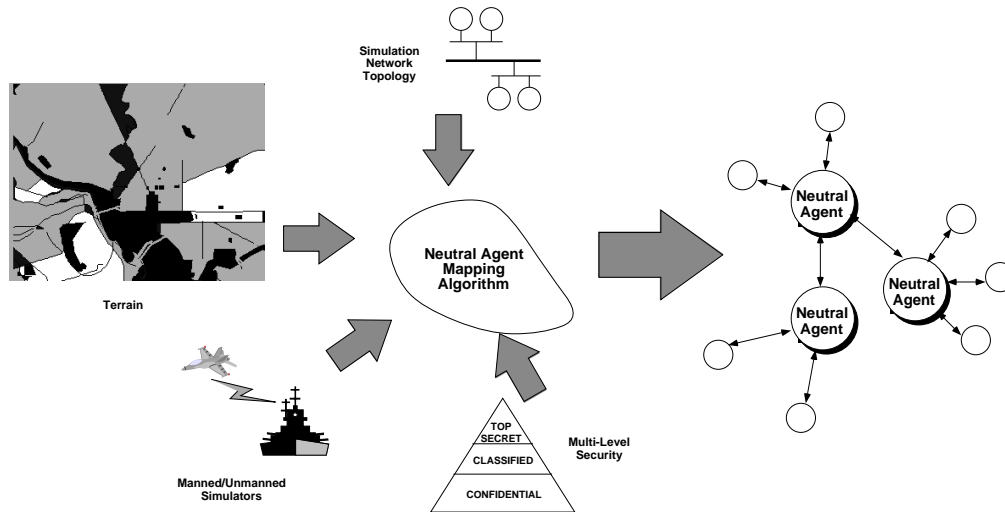 Simulation
Network
Topology
Terrain
Neutral Agent
Mapping
Algorithm
Neutral
Agent
Neutral
Agent
Neutral
Agent
Manned/Unmanned
Simulators
TOP
SECRET
CLASSIFIED
CONFIDENTIAL
Multi-Level
Security